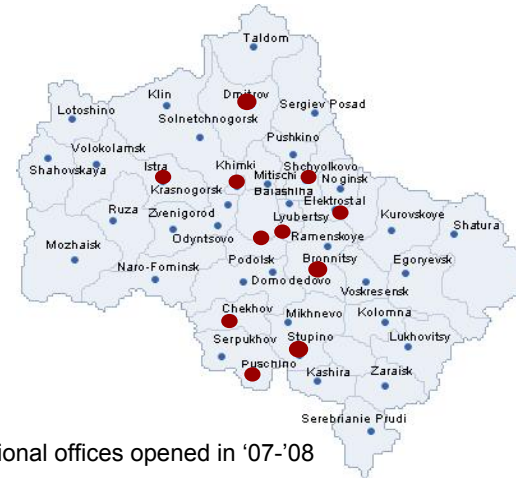 Taldom
Klin
Dmitrov
Sergiev Posad
Lotoshino
Solnetchnogorsk
Pushkino
Volokolamsk
Shahovskaya
Istra
Khimki
Shchyolkovo
Mitischi
Noginsk
Krasnogorsk
Balashiha
Elektrostal
Ruza
Zvenigorod
Lyubertsy
Kurovskoye
Shatura
Odyntsovo
Ramenskoye
Mozhaisk
Naro-Fominsk
Podolsk
Bronnitsy
Egoryevsk
Domodedovo
Voskresensk
Chekhov
Mikhnevo
Kolomna
Serpukhov
Stupino
Lukhovitsy
Puschino
Kashira
Zaraisk
Serebrianie Prudi
ional offices opened in ‘07-’08